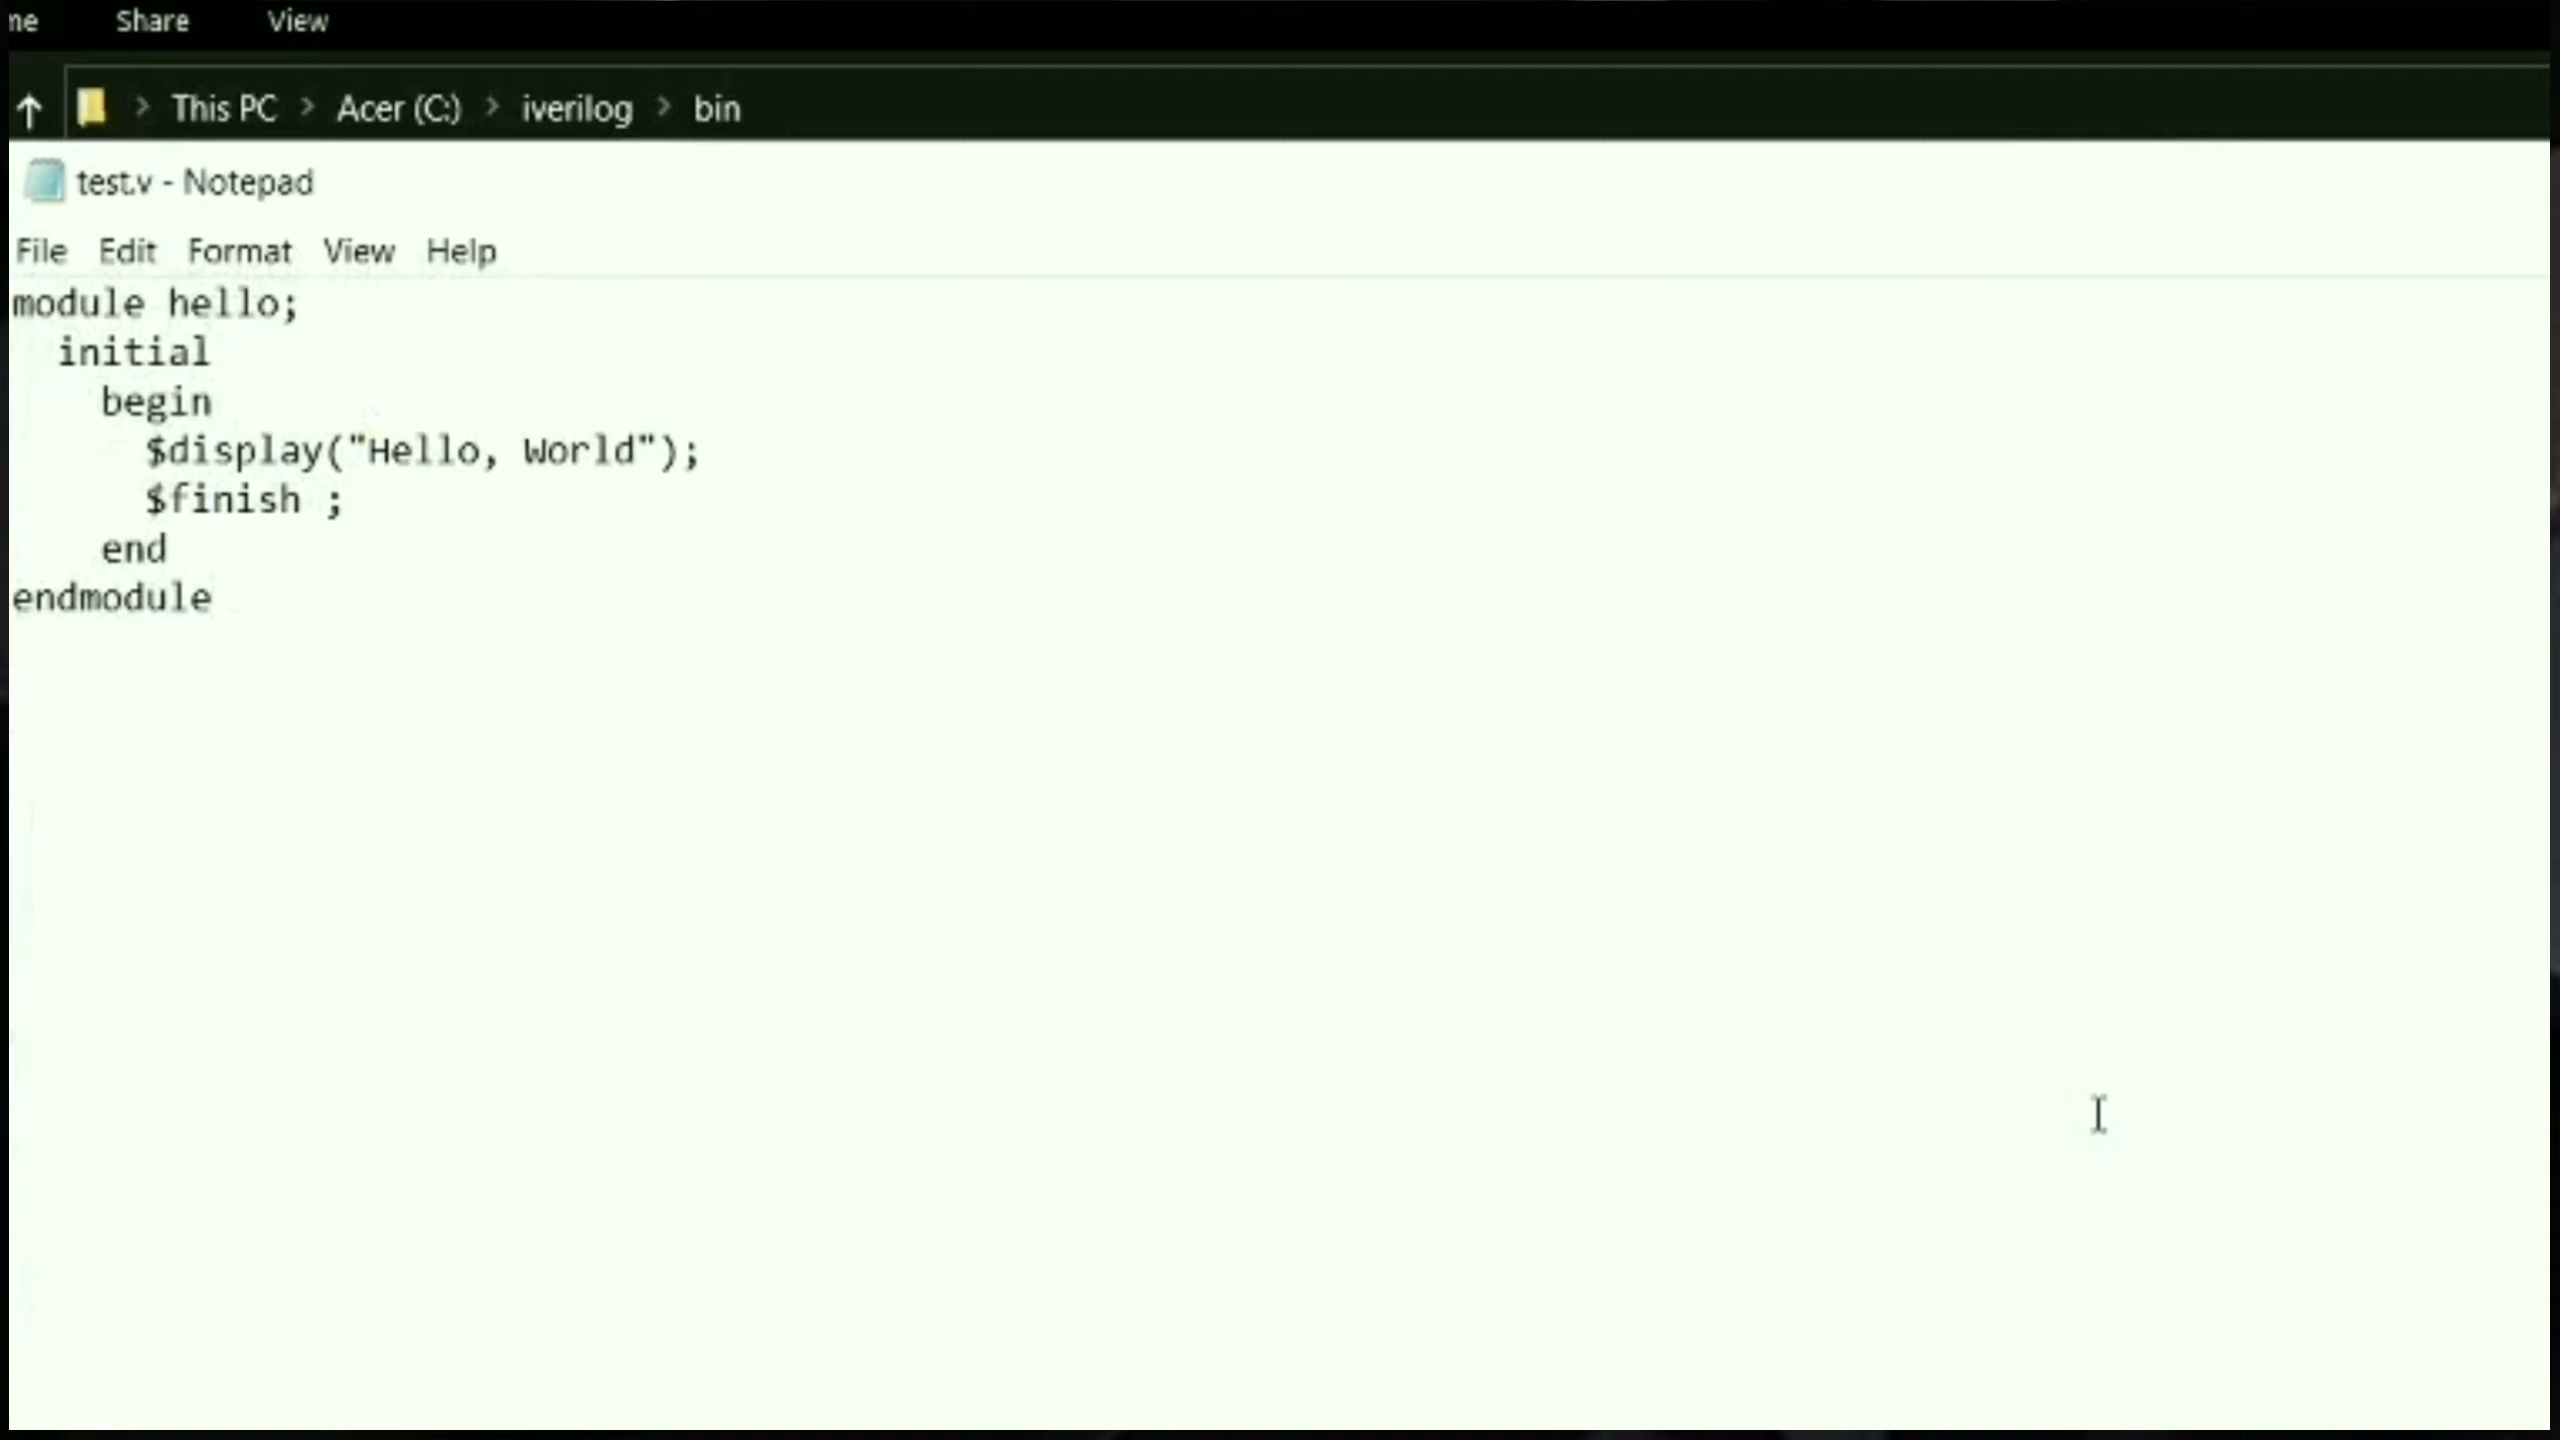 Share View
This PC > Acer (C:) > iverilog > bin
test.v - Notepad
File Edit Format View Help
module hello;
  initial
    begin
      $display("Hello, World");
      $finish ;
    end
endmodule